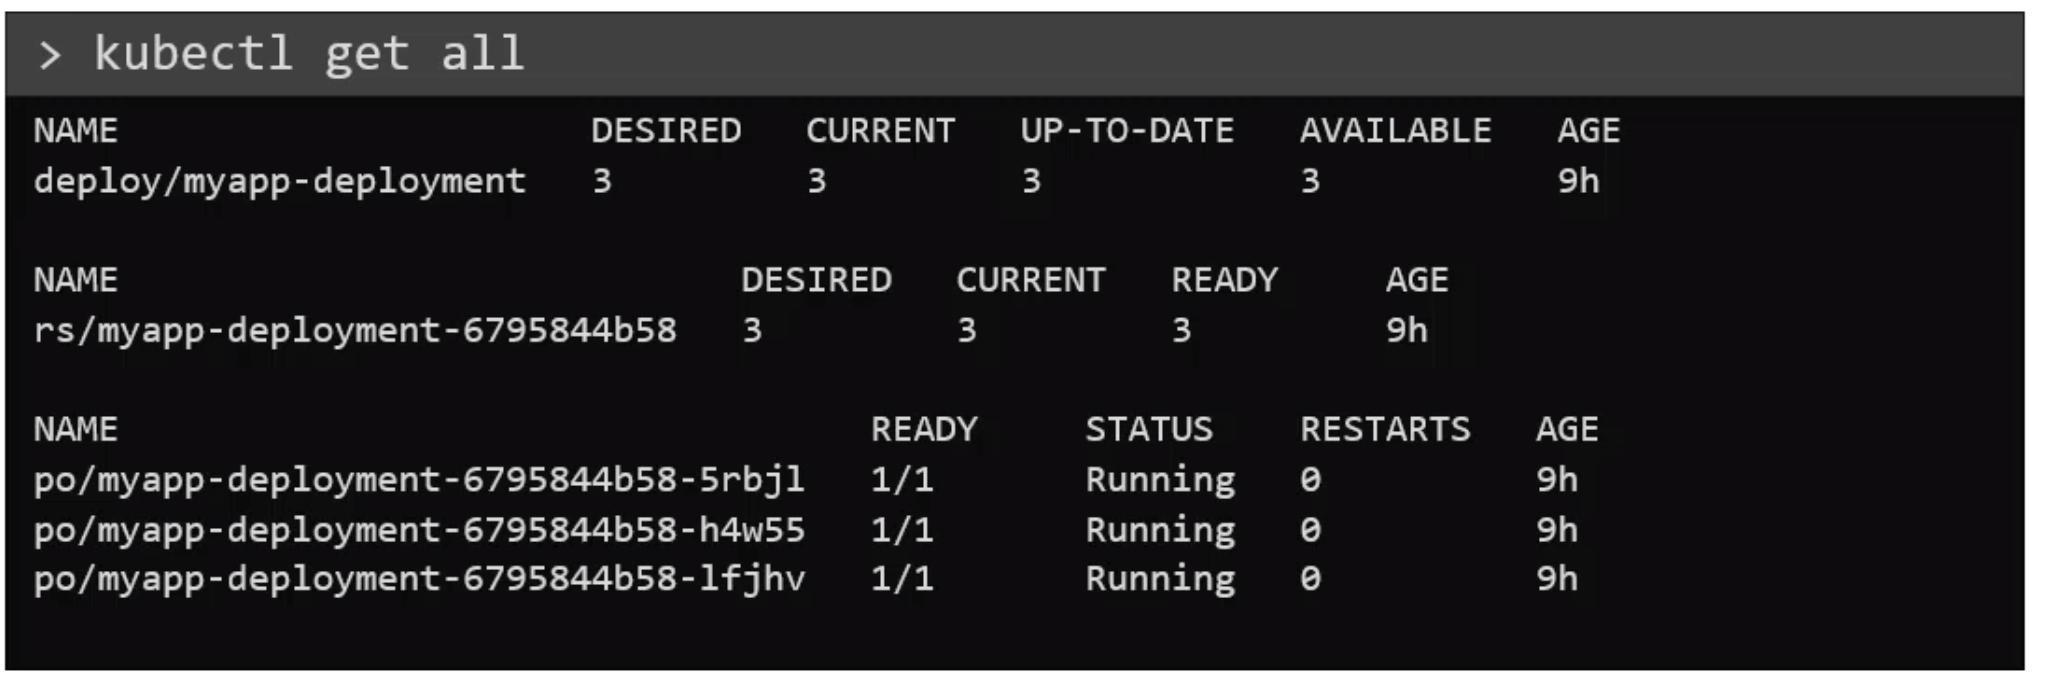 > kubectl get all
NAME DESIRED CURRENT UP-TO-DATE AVAILABLE AGE
deploy/myapp-deployment 3 3 3 3 9h
NAME DESIRED CURRENT READY AGE
rs/myapp-deployment-6795844b58 3 3 3 9h
NAME READY STATUS RESTARTS AGE
po/myapp-deployment-6795844b58-5rbjl 1/1 Running 0 9h
po/myapp-deployment-6795844b58-h4w55 1/1 Running 0 9h
po/myapp-deployment-6795844b58-lfjhv 1/1 Running 0 9h